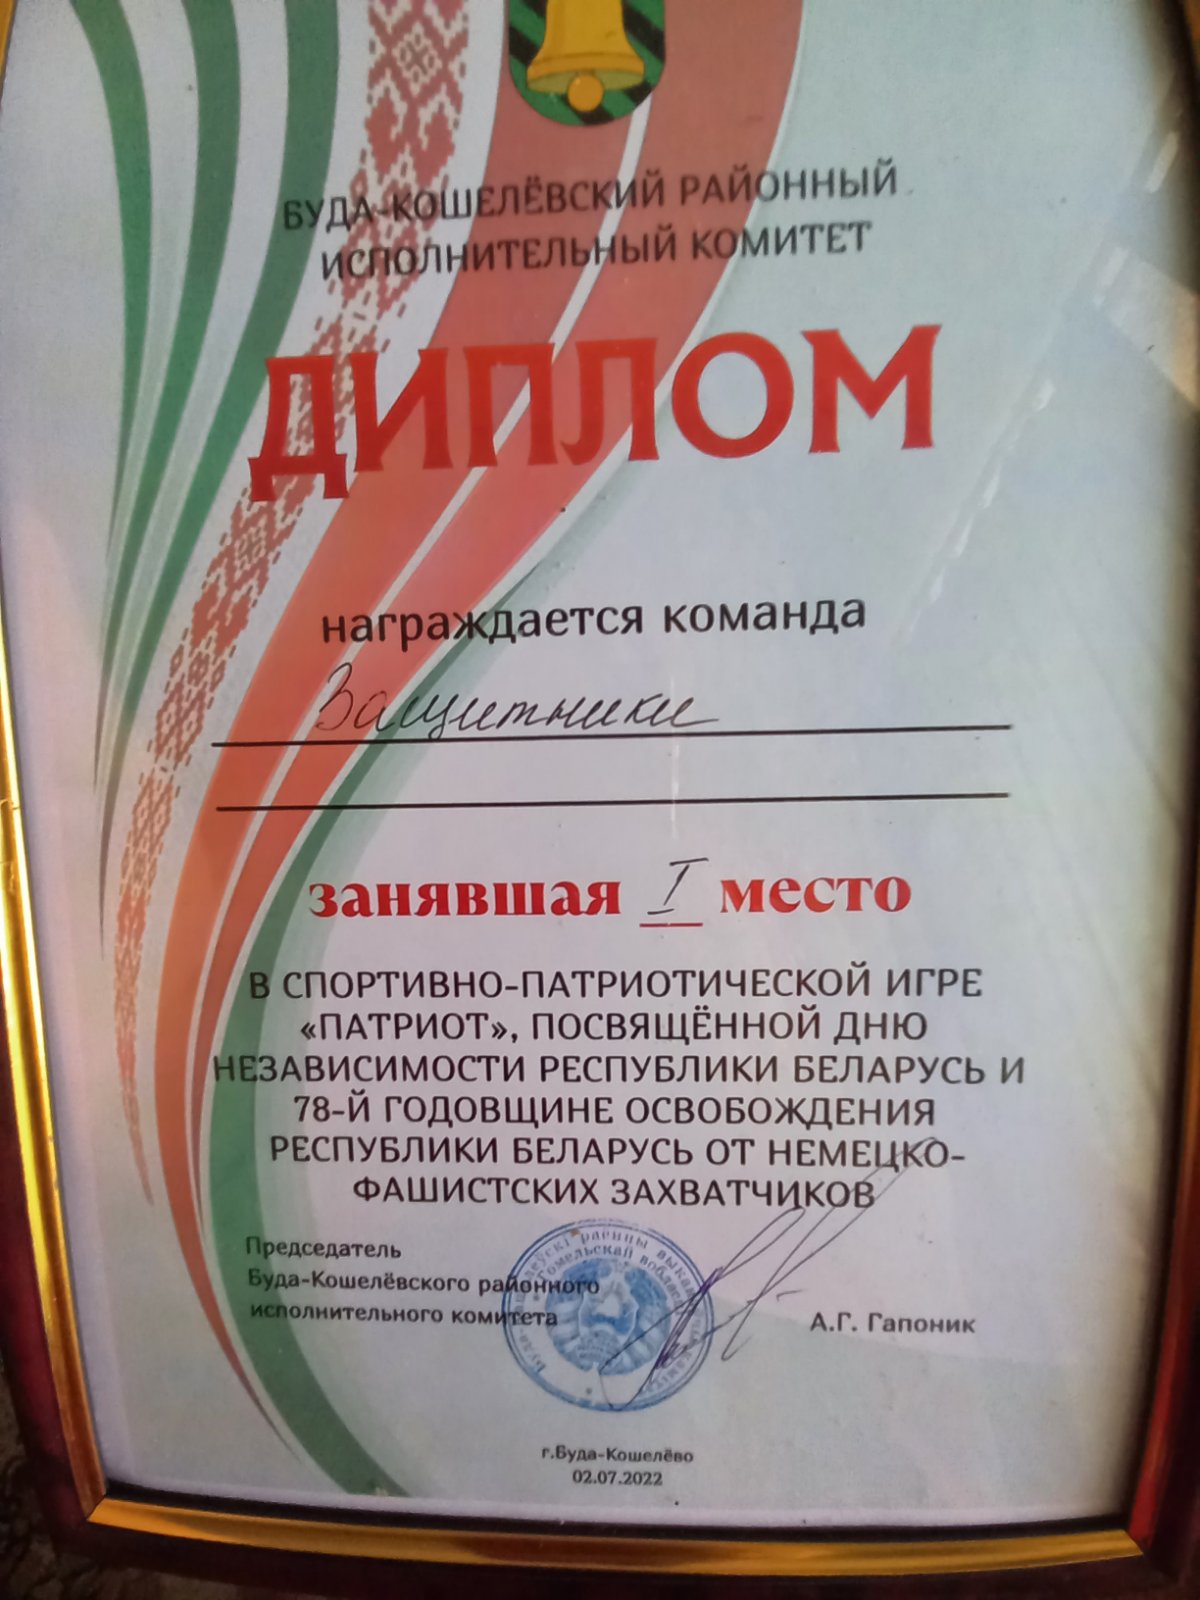 БУДА-КОШЕЛЁВСКИЙ РАЙОННЫЙ
ИСПОЛНИТЕЛЬНЫЙ КОМИТЕТ
ДИПЛОМ
награждается команда
Защитники
занявшая I место
В СПОРТИВНО-ПАТРИОТИЧЕСКОЙ ИГРЕ
«ПАТРИОТ», ПОСВЯЩЁННОЙ ДНЮ
НЕЗАВИСИМОСТИ РЕСПУБЛИКИ БЕЛАРУСЬ И
78-Й ГОДОВЩИНЕ ОСВОБОЖДЕНИЯ
РЕСПУБЛИКИ БЕЛАРУСЬ ОТ НЕМЕЦКО-
ФАШИСТСКИХ ЗАХВАТЧИКОВ
Председатель
Буда-Кошелёвского районного
исполнительного комитета
А.Г. Гапоник
г.Буда-Кошелёво
02.07.2022